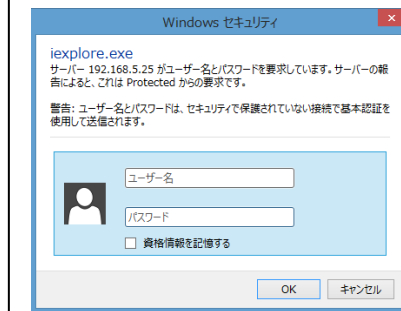 Windows セキュリティ
iexplore.exe
サーバー 192.168.5.25 がユーザー名とパスワードを要求しています。サーバーの報
告によると、これは Protected からの要求です。
警告: ユーザー名とパスワードは、セキュリティで保護されていない接続で基本認証を
使用して送信されます。
ユーザー名
パスワード
資格情報を記憶する
OK
キャンセル